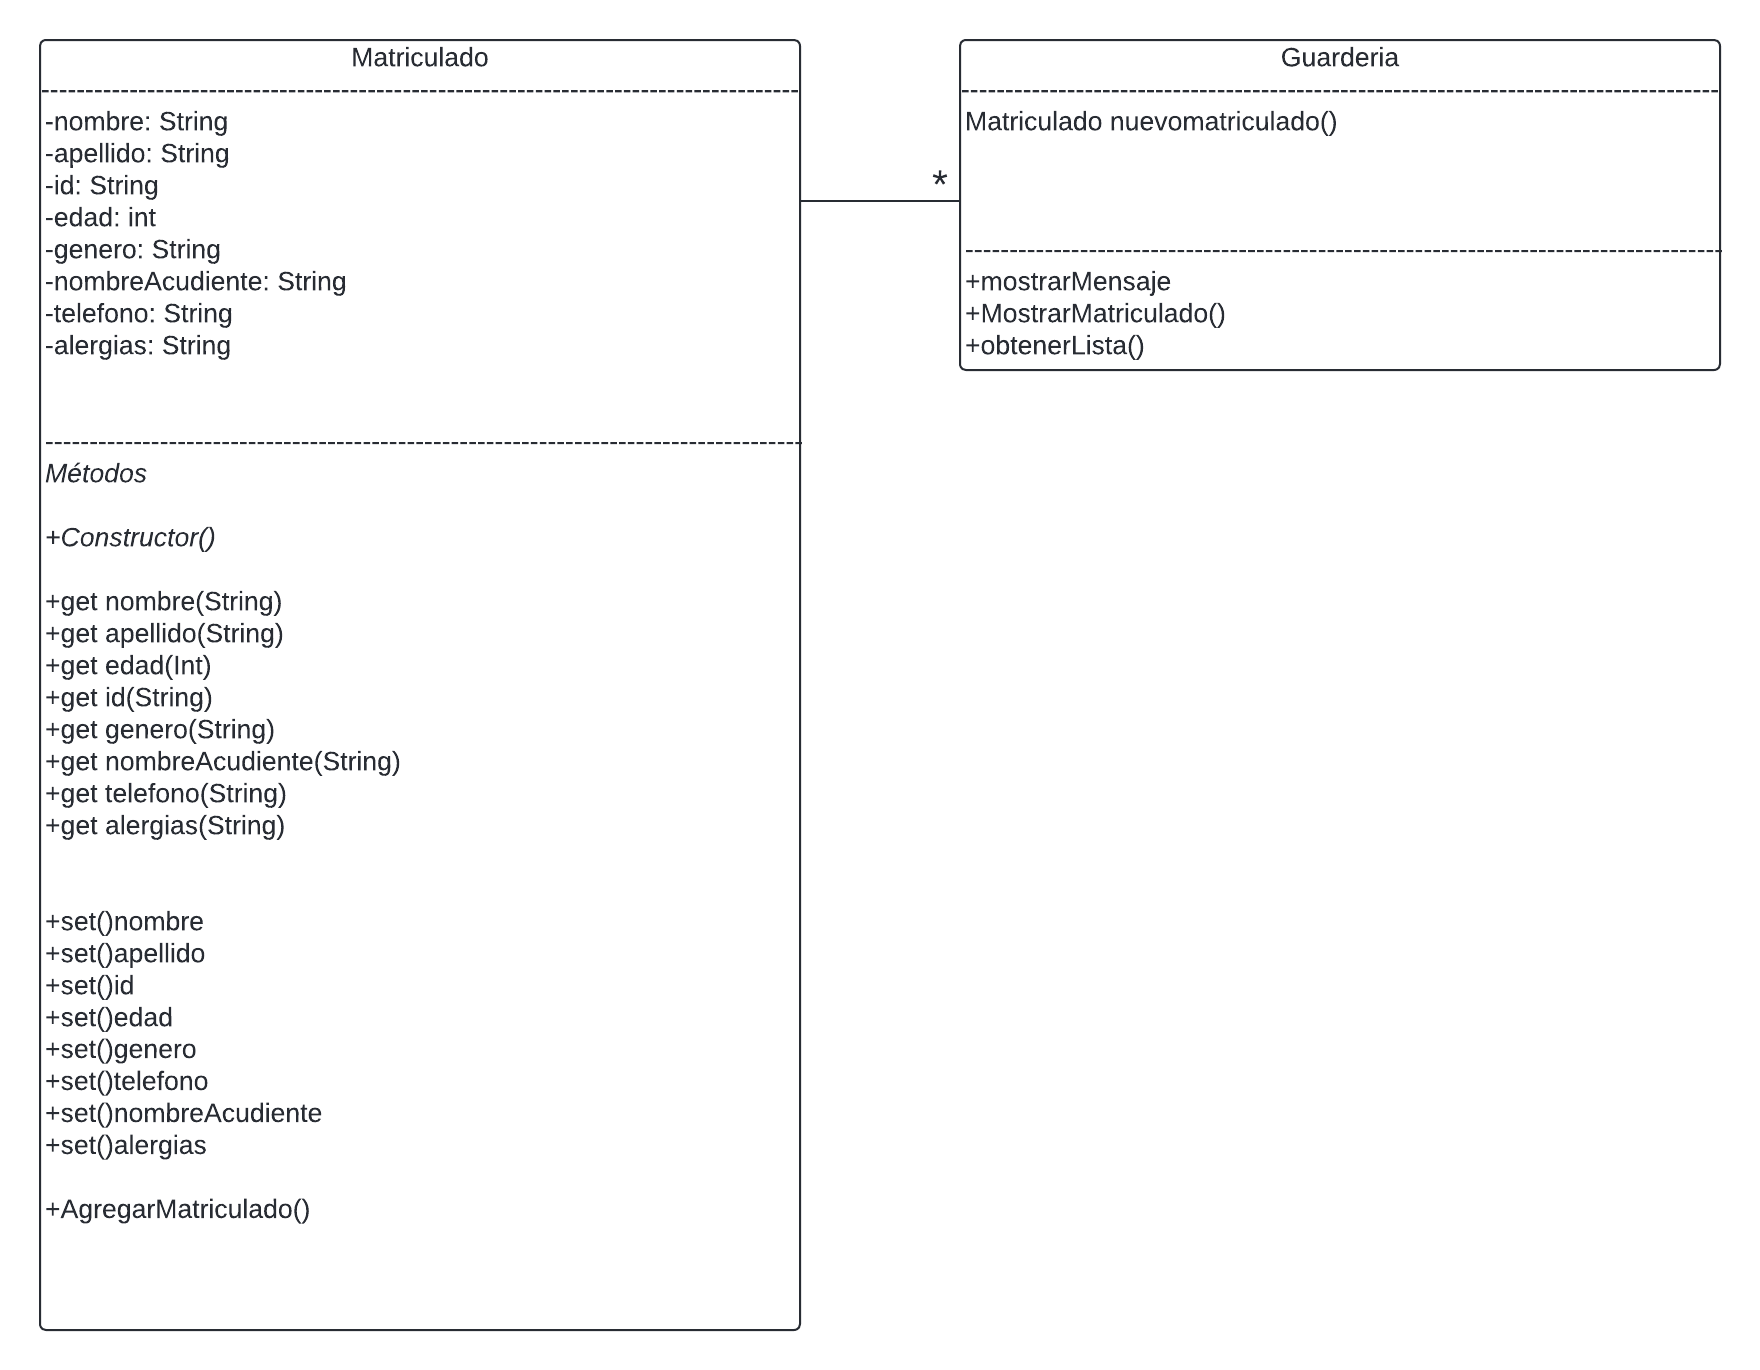 Matriculado
-nombre: String
-apellido: String
-id: String
-edad: int
-genero: String
-nombreAcudiente: String
-telefono: String
-alergias: String
Métodos
+Constructor()
+get nombre(String)
+get apellido(String)
+get edad(Int)
+get id(String)
+get genero(String)
+get nombreAcudiente(String)
+get telefono(String)
+get alergias(String)
+set()nombre
+set()apellido
+set()id
+set()edad
+set()genero
+set()telefono
+set()nombreAcudiente
+set()alergias
+AgregarMatriculado()
*
Guarderia
Matriculado nuevomatriculado()
+mostrarMensaje
+MostrarMatriculado()
+obtenerLista()